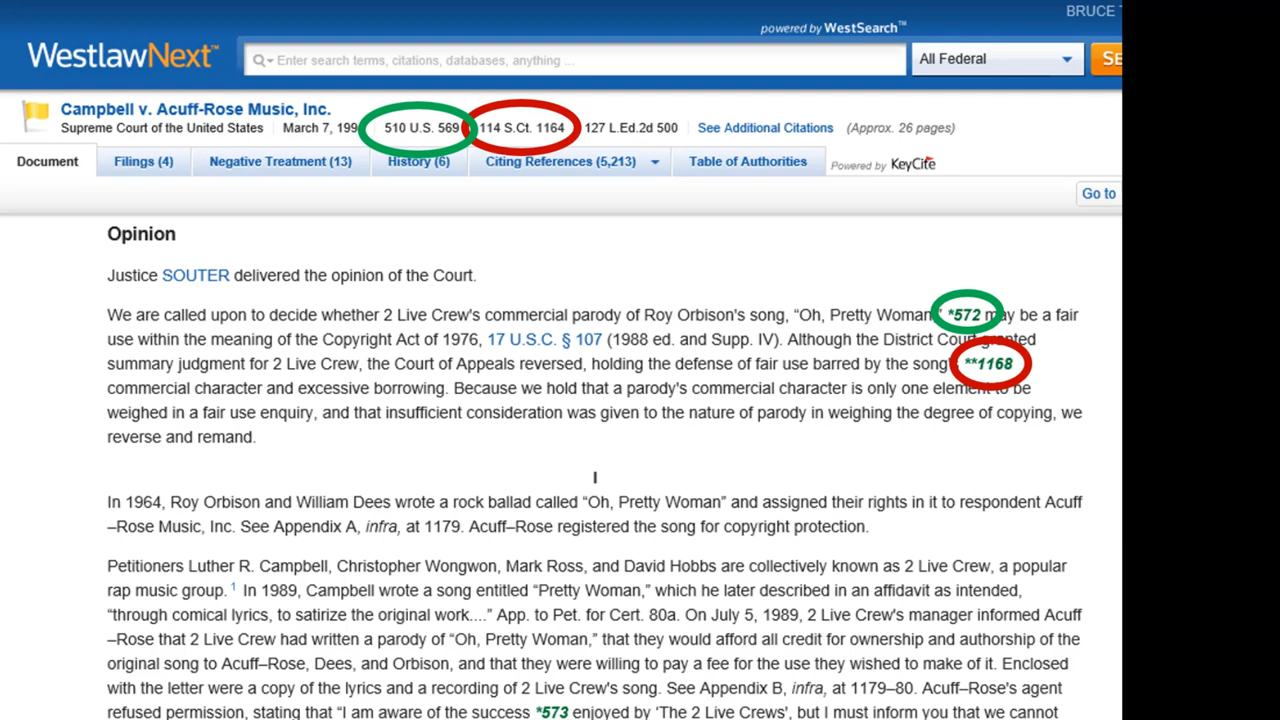 BRUCE
powered by WestSearch™
WestlawNext™
Enter search terms, citations, databases, anything ...
All Federal
SE
Campbell v. Acuff-Rose Music, Inc.
Supreme Court of the United States March 7, 199 510 U.S. 569 114 S.Ct. 1164 127 L.Ed.2d 500 See Additional Citations (Approx. 26 pages)
Document Filings (4) Negative Treatment (13) History (6) Citing References (5,213) Table of Authorities Powered by KeyCite
Go to
Opinion
Justice SOUTER delivered the opinion of the Court.
We are called upon to decide whether 2 Live Crew's commercial parody of Roy Orbison's song, “Oh, Pretty Woman,” *572 may be a fair
use within the meaning of the Copyright Act of 1976, 17 U.S.C. § 107 (1988 ed. and Supp. IV). Although the District Court granted
summary judgment for 2 Live Crew, the Court of Appeals reversed, holding the defense of fair use barred by the song's **1168
commercial character and excessive borrowing. Because we hold that a parody's commercial character is only one element to be
weighed in a fair use enquiry, and that insufficient consideration was given to the nature of parody in weighing the degree of copying, we
reverse and remand.
I
In 1964, Roy Orbison and William Dees wrote a rock ballad called “Oh, Pretty Woman” and assigned their rights in it to respondent Acuff
–Rose Music, Inc. See Appendix A, infra, at 1179. Acuff–Rose registered the song for copyright protection.
Petitioners Luther R. Campbell, Christopher Wongwon, Mark Ross, and David Hobbs are collectively known as 2 Live Crew, a popular
rap music group. 1 In 1989, Campbell wrote a song entitled “Pretty Woman,” which he later described in an affidavit as intended,
“through comical lyrics, to satirize the original work....” App. to Pet. for Cert. 80a. On July 5, 1989, 2 Live Crew's manager informed Acuff
–Rose that 2 Live Crew had written a parody of “Oh, Pretty Woman,” that they would afford all credit for ownership and authorship of the
original song to Acuff–Rose, Dees, and Orbison, and that they were willing to pay a fee for the use they wished to make of it. Enclosed
with the letter were a copy of the lyrics and a recording of 2 Live Crew's song. See Appendix B, infra, at 1179–80. Acuff–Rose's agent
refused permission, stating that “I am aware of the success *573 enjoyed by ‘The 2 Live Crews’, but I must inform you that we cannot